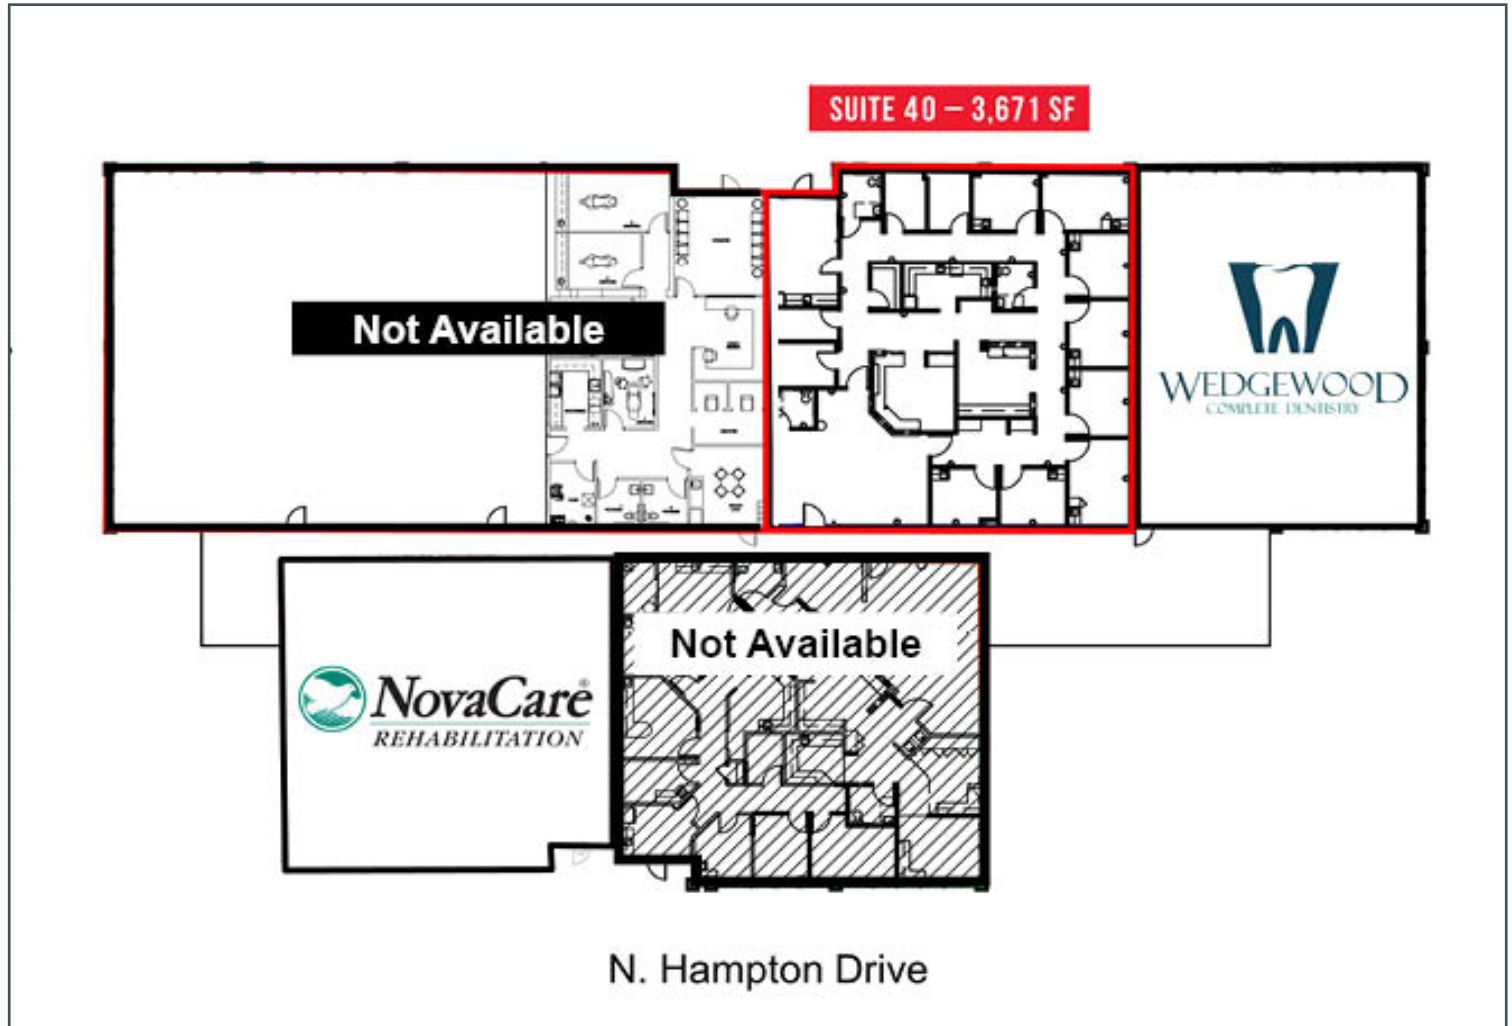 SUITE 40 – 3,671 SF
Not Available
WEDGEWOOD
COMPLETE DENTISTRY
Not Available
NovaCare®
REHABILITATION
N. Hampton Drive